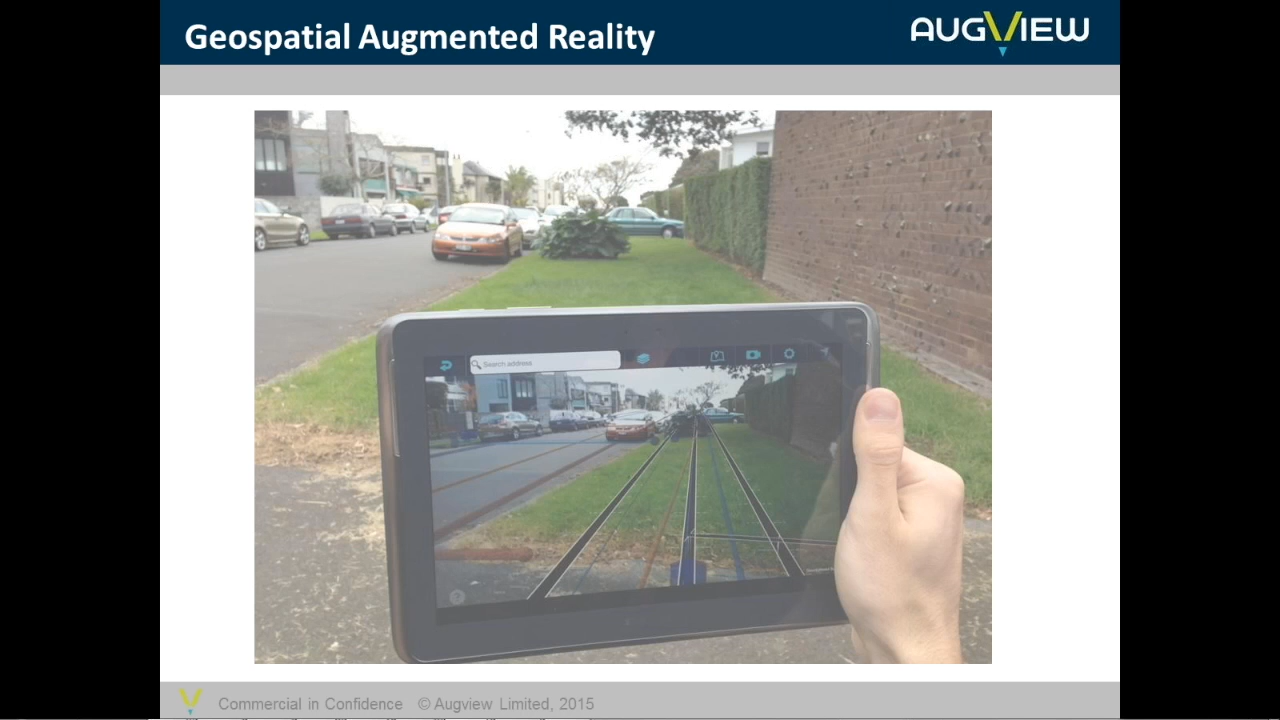 Geospatial Augmented Reality
AUGVIEW
Search address
Commercial in Confidence © Augview Limited, 2015